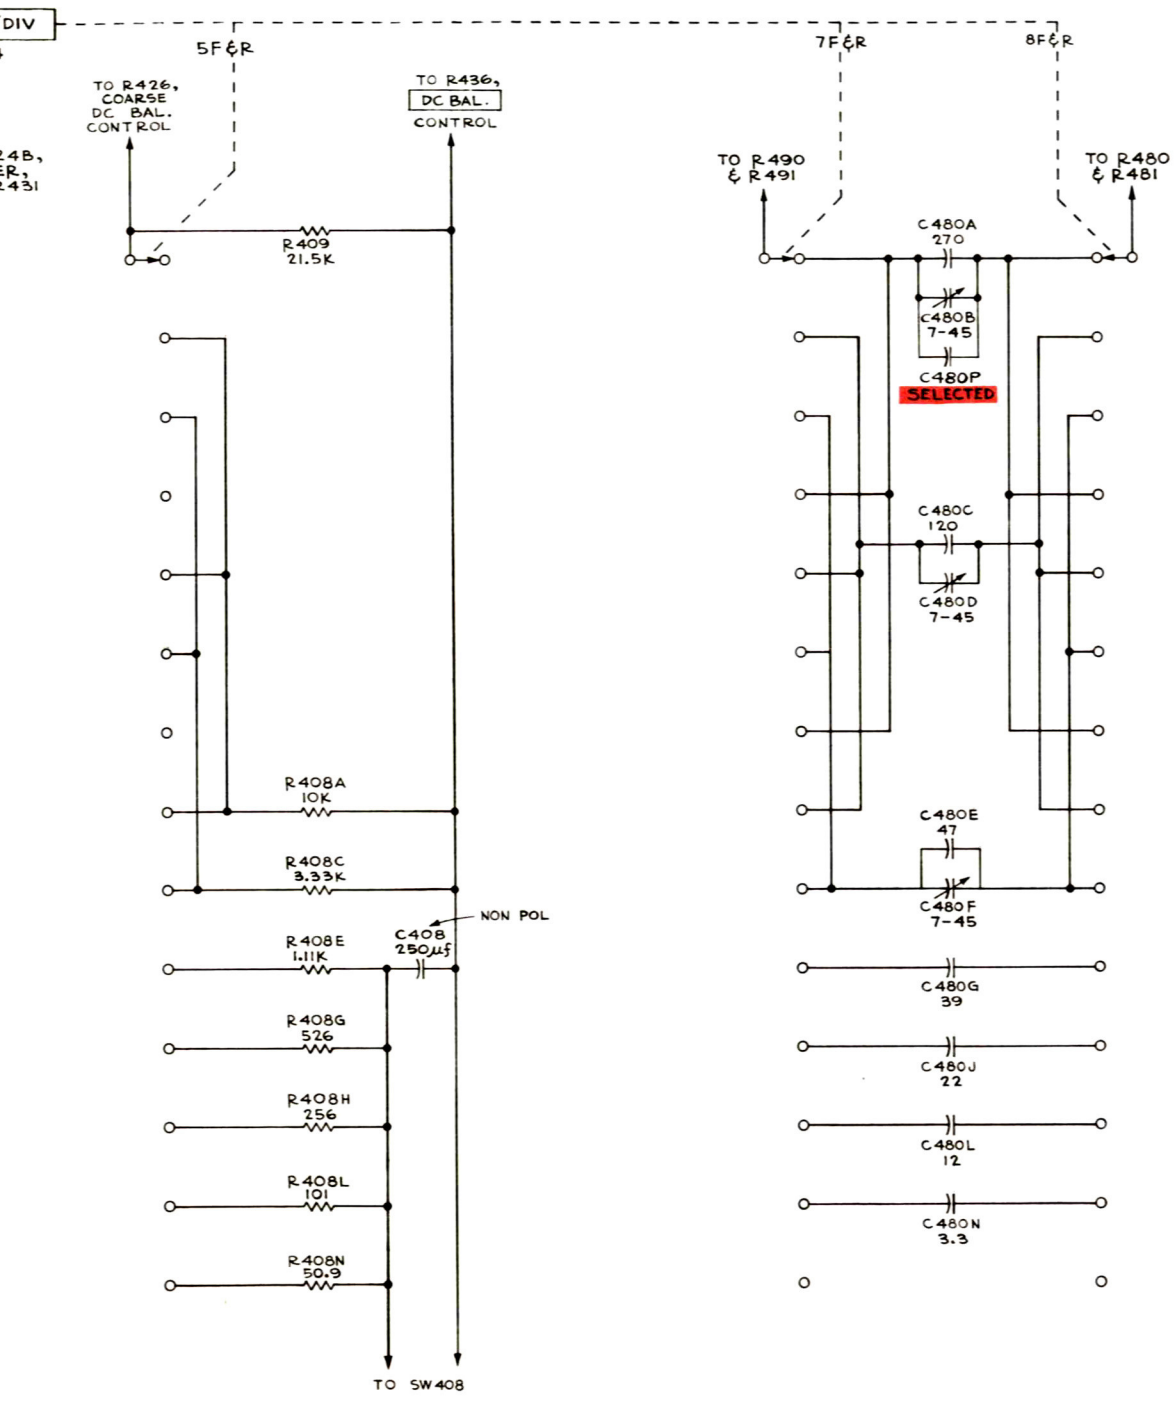 DIV
5F&R
7F&R
8F&R
TO R426,
COARSE
DC BAL.
CONTROL
TO R436,
DC BAL.
CONTROL
24B,
ER,
R431
TO R490
& R491
TO R480
& R481
R409
21.5K
C480A
270
C480B
7-45
C480P
SELECTED
C480C
120
C480D
7-45
R408A
10K
C480E
47
R408C
3.33K
C480F
7-45
NON POL
C408
250µf
R408E
1.11K
C480G
39
R408G
526
C480J
22
R408H
256
C480L
12
R408L
101
C480N
3.3
R408N
50.9
TO SW408